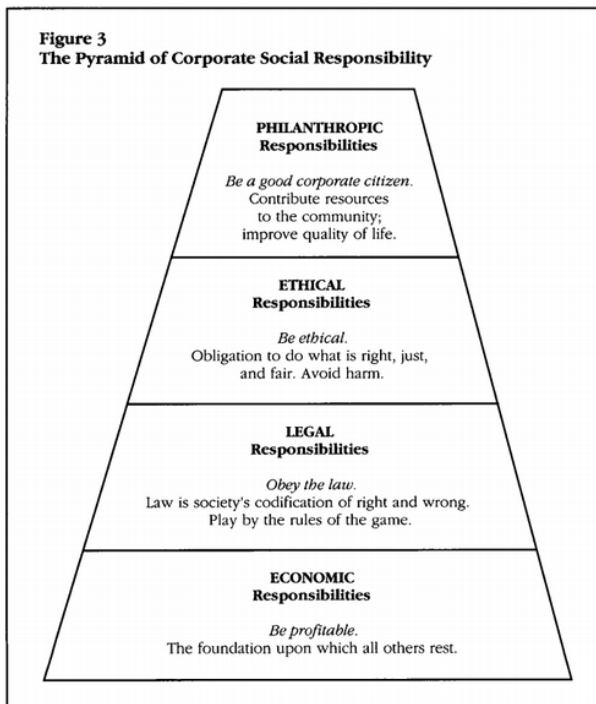 Figure 3
The Pyramid of Corporate Social Responsibility
PHILANTHROPIC
Responsibilities
Be a good corporate citizen.
Contribute resources
to the community;
improve quality of life.
ETHICAL
Responsibilities
Be ethical.
Obligation to do what is right, just,
and fair. Avoid harm.
LEGAL
Responsibilities
Obey the law.
Law is society's codification of right and wrong.
Play by the rules of the game.
ECONOMIC
Responsibilities
Be profitable.
The foundation upon which all others rest.